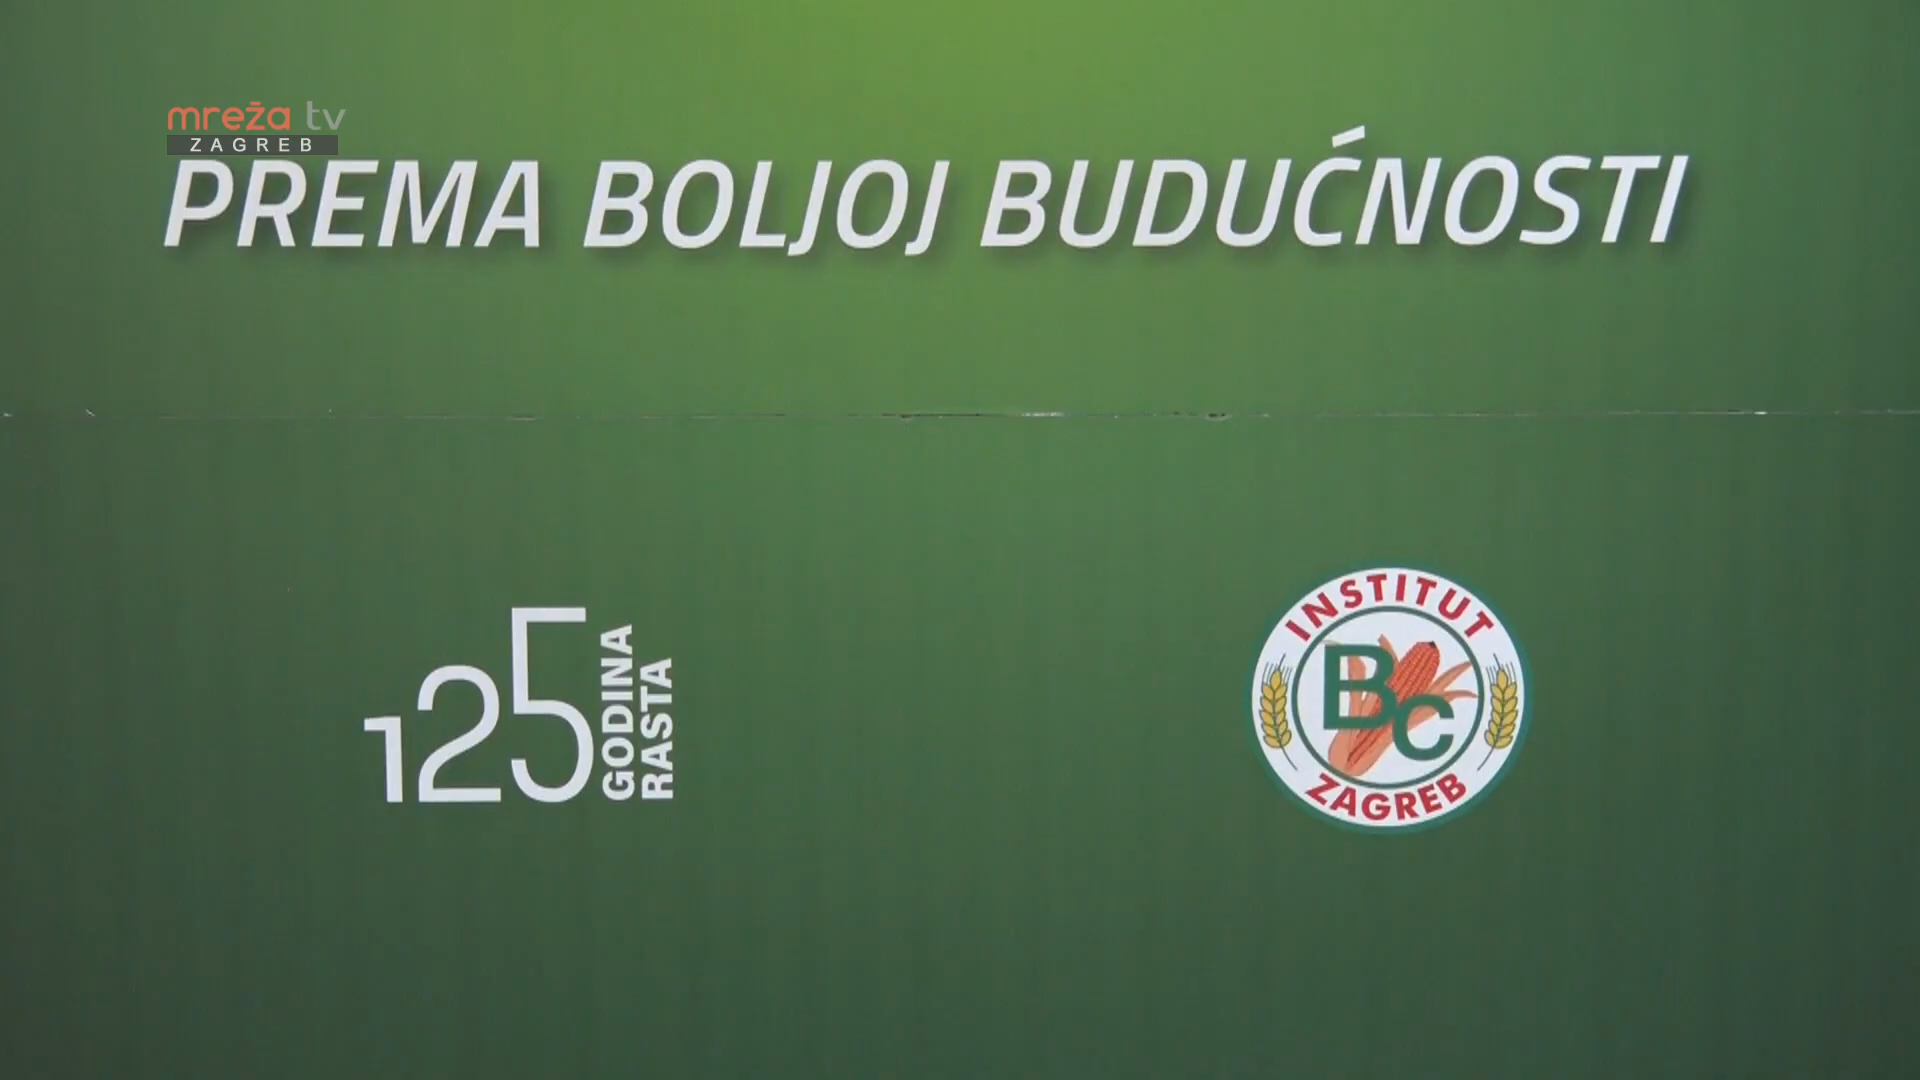 mreža tv
ZAGREB
PREMA BOLJOJ BUDUĆNOSTI
125
GODINA
RASTA
INSTITUT
BC
ZAGREB